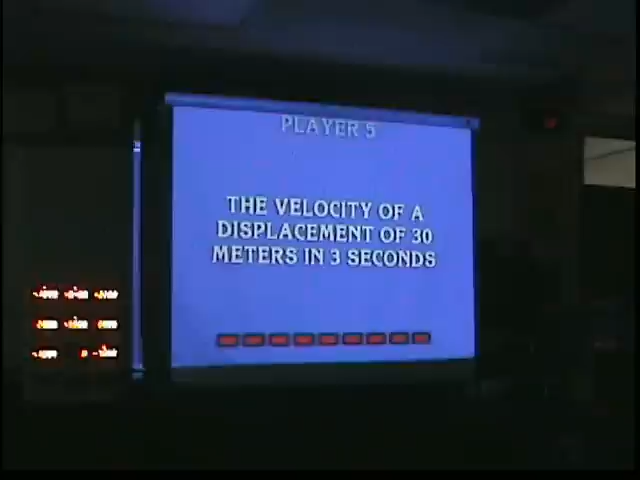 PLAYER 5
THE VELOCITY OF A
DISPLACEMENT OF 30
METERS IN 3 SECONDS